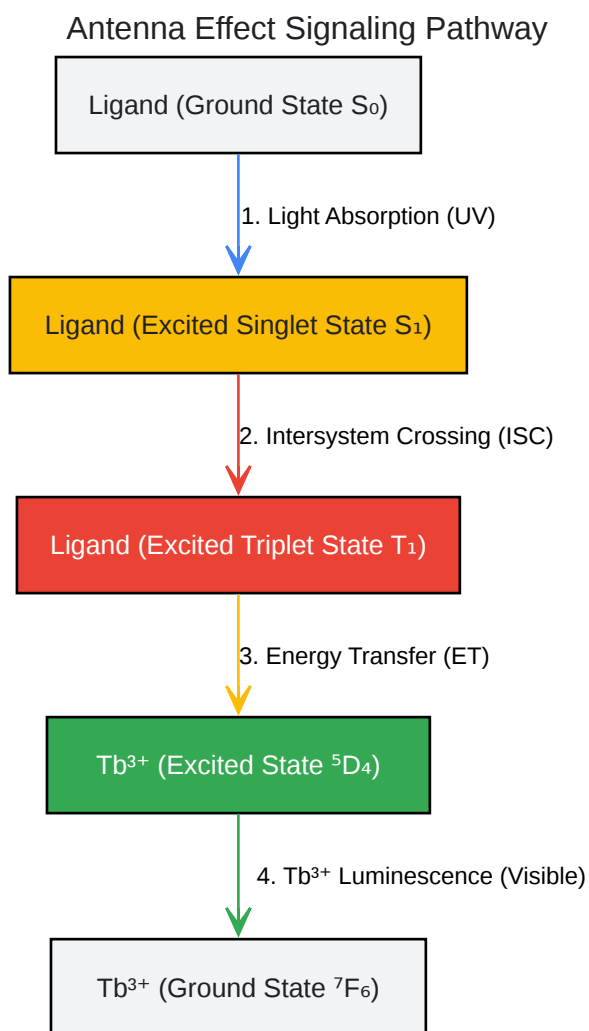 Antenna Effect Signaling Pathway
Ligand (Ground State S₀)
1. Light Absorption (UV)
Ligand (Excited Singlet State S₁)
2. Intersystem Crossing (ISC)
Ligand (Excited Triplet State T₁)
3. Energy Transfer (ET)
Tb³⁺ (Excited State ⁵D₄)
4. Tb³⁺ Luminescence (Visible)
Tb³⁺ (Ground State ⁷F₆)